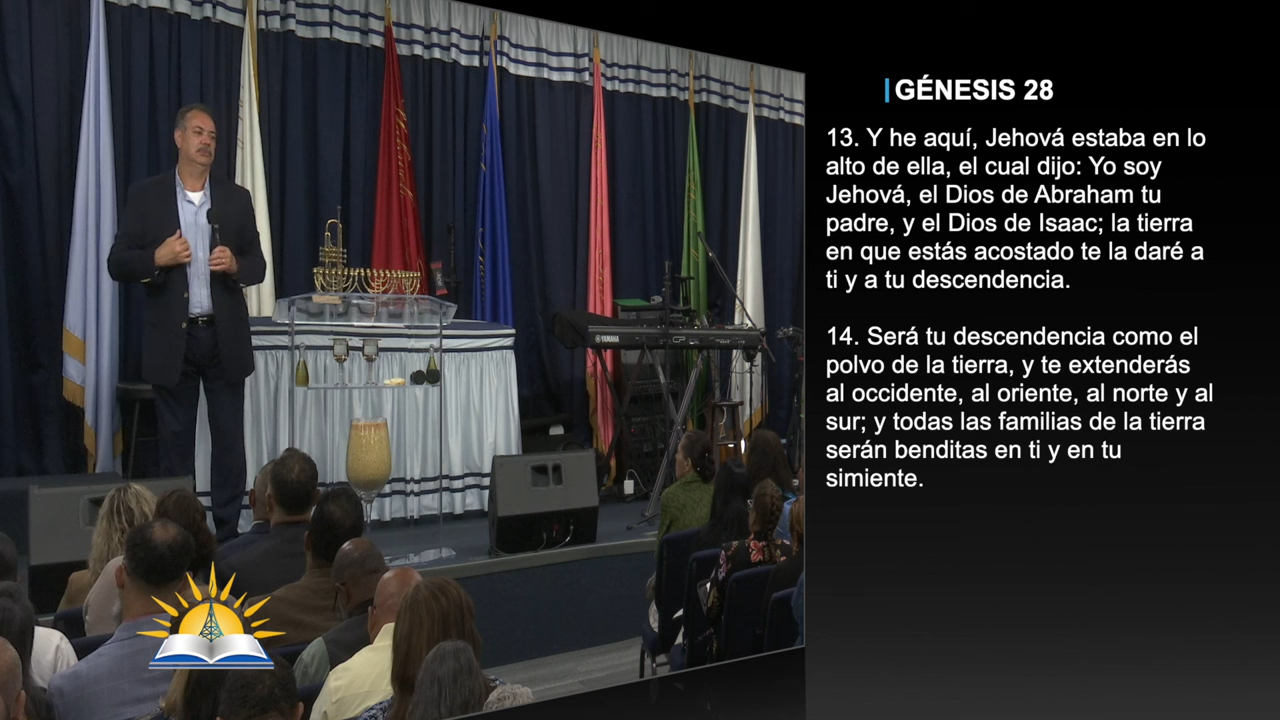 GÉNESIS 28
13. Y he aquí, Jehová estaba en lo
alto de ella, el cual dijo: Yo soy
Jehová, el Dios de Abraham tu
padre, y el Dios de Isaac; la tierra
en que estás acostado te la daré a
ti y a tu descendencia.
14. Será tu descendencia como el
polvo de la tierra, y te extenderás
al occidente, al oriente, al norte y al
sur; y todas las familias de la tierra
serán benditas en ti y en tu
simiente.
YAMAHA